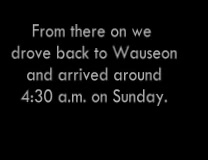 From there on we
drove back to Wauseon
and arrived around
4:30 a.m. on Sunday.